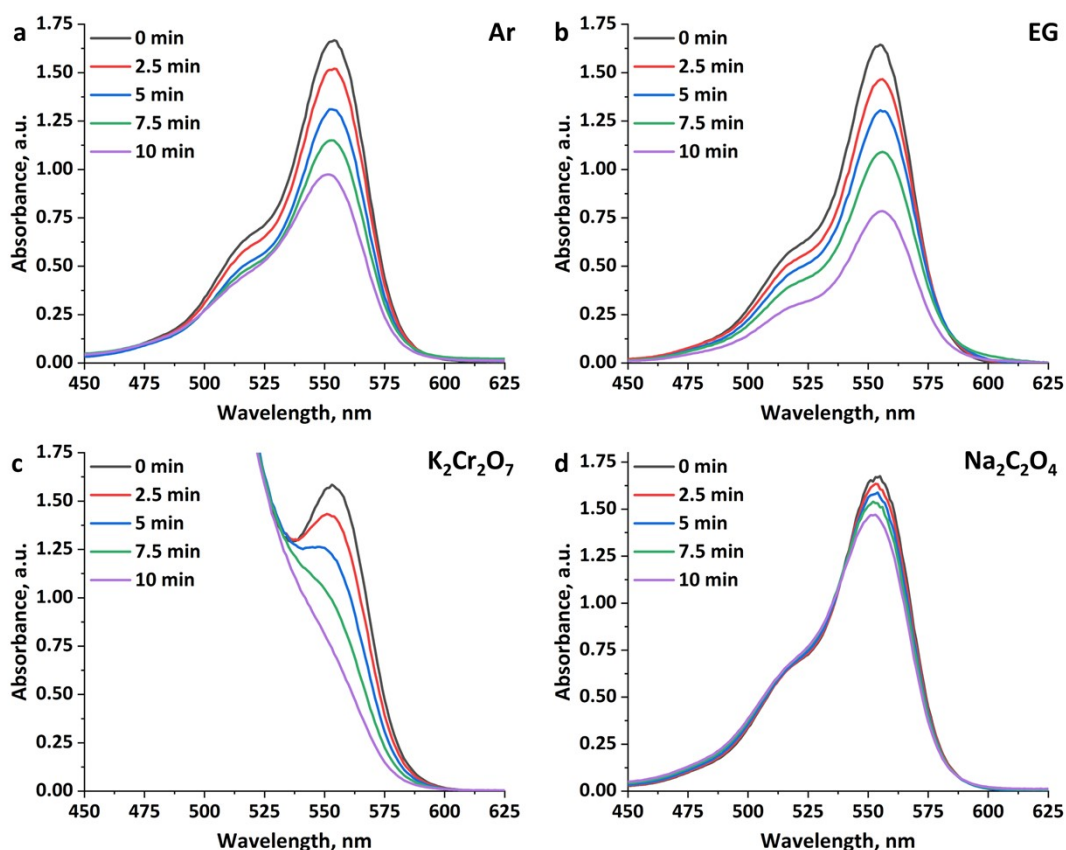 a
Ar
0 min
2.5 min
5 min
7.5 min
10 min
Absorbance, a.u.
1.75
1.50
1.25
1.00
0.75
0.50
0.25
0.00
450 475 500 525 550 575 600 625
Wavelength, nm
b
EG
0 min
2.5 min
5 min
7.5 min
10 min
Absorbance, a.u.
1.75
1.50
1.25
1.00
0.75
0.50
0.25
0.00
450 475 500 525 550 575 600 625
Wavelength, nm
c
K₂Cr₂O₇
0 min
2.5 min
5 min
7.5 min
10 min
Absorbance, a.u.
1.75
1.50
1.25
1.00
0.75
0.50
0.25
0.00
450 475 500 525 550 575 600 625
Wavelength, nm
d
Na₂C₂O₄
0 min
2.5 min
5 min
7.5 min
10 min
Absorbance, a.u.
1.75
1.50
1.25
1.00
0.75
0.50
0.25
0.00
450 475 500 525 550 575 600 625
Wavelength, nm